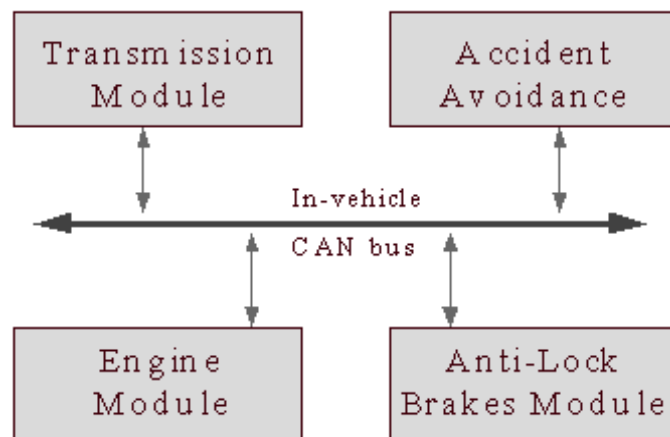 Transmission
Module
Accident
Avoidance
In-vehicle
CAN bus
Engine
Module
Anti-Lock
Brakes Module